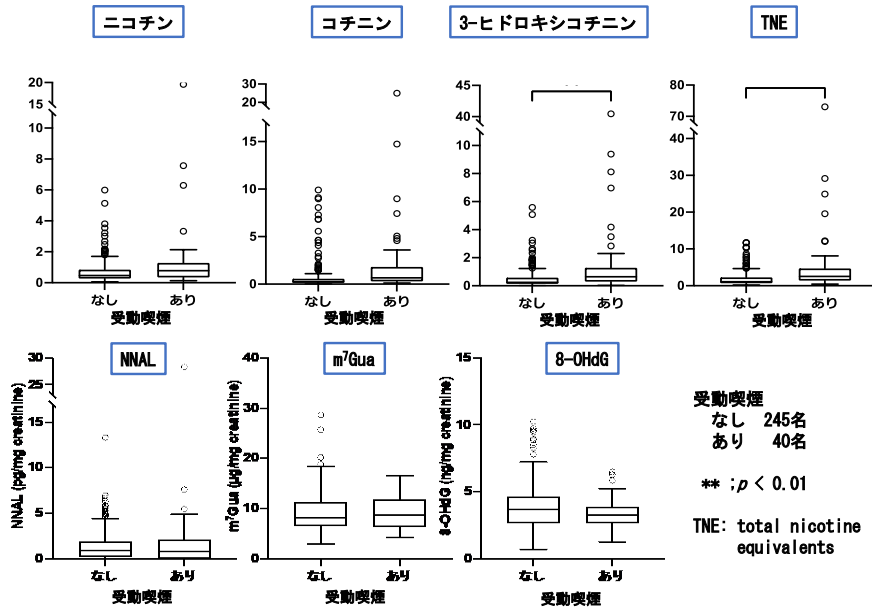 ニコチン
コチニン
3-ヒドロキシコチニン
TNE
20
15
10
8
6
4
2
0
なし
あり
受動喫煙
30
20
15
10
5
0
なし
あり
受動喫煙
45
40
10
8
6
4
2
0
なし
あり
受動喫煙
80
70
40
30
20
10
0
なし
あり
受動喫煙
NNAL
NNAL (pg/mg creatinine)
30
25
15
10
5
0
なし
あり
受動喫煙
m⁷Gua
m⁷Gua (μg/mg creatinine)
40
30
20
10
0
なし
あり
受動喫煙
8-OHdG
8-OHdG (ng/mg creatinine)
15
10
5
0
なし
あり
受動喫煙
受動喫煙
なし 245名
あり 40名
** ;p < 0.01
TNE: total nicotine
equivalents